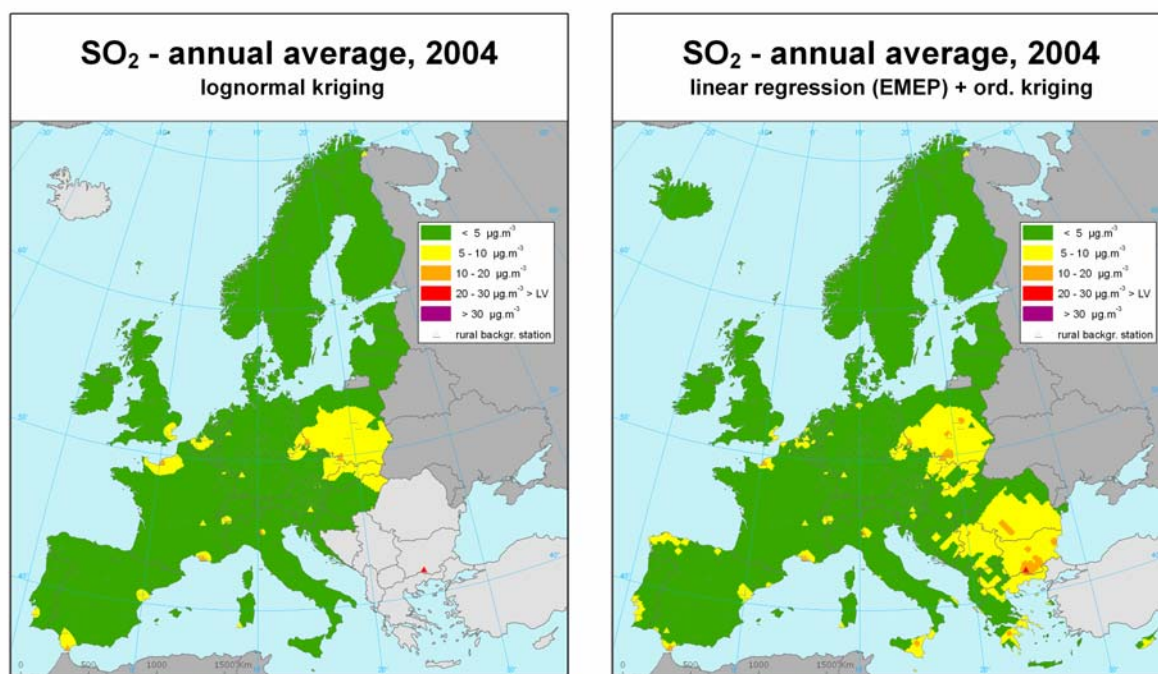 SO₂ - annual average, 2004
lognormal kriging
< 5 µg.m⁻³
5 - 10 µg.m⁻³
10 - 20 µg.m⁻³
20 - 30 µg.m⁻³ > LV
> 30 µg.m⁻³
rural backgr. station
0 500 1000 1500 Km
SO₂ - annual average, 2004
linear regression (EMEP) + ord. kriging
< 5 µg.m⁻³
5 - 10 µg.m⁻³
10 - 20 µg.m⁻³
20 - 30 µg.m⁻³ > LV
> 30 µg.m⁻³
rural backgr. station
0 500 1000 1500 Km